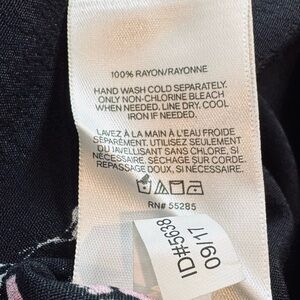 100% RAYON/RAYONNE
HAND WASH COLD SEPARATELY.
ONLY NON-CHLORINE BLEACH
WHEN NEEDED. LINE DRY. COOL
IRON IF NEEDED.
LAVEZ À LA MAIN À L'EAU FROIDE
SÉPARÉMENT. UTILISEZ SEULEMENT
DU JAVELLISANT SANS CHLORE, SI
NÉCESSAIRE. SÉCHAGE SUR CORDE.
REPASSAGE DOUX, SI NÉCESSAIRE.
RN# 55285
ID#5638
09/17